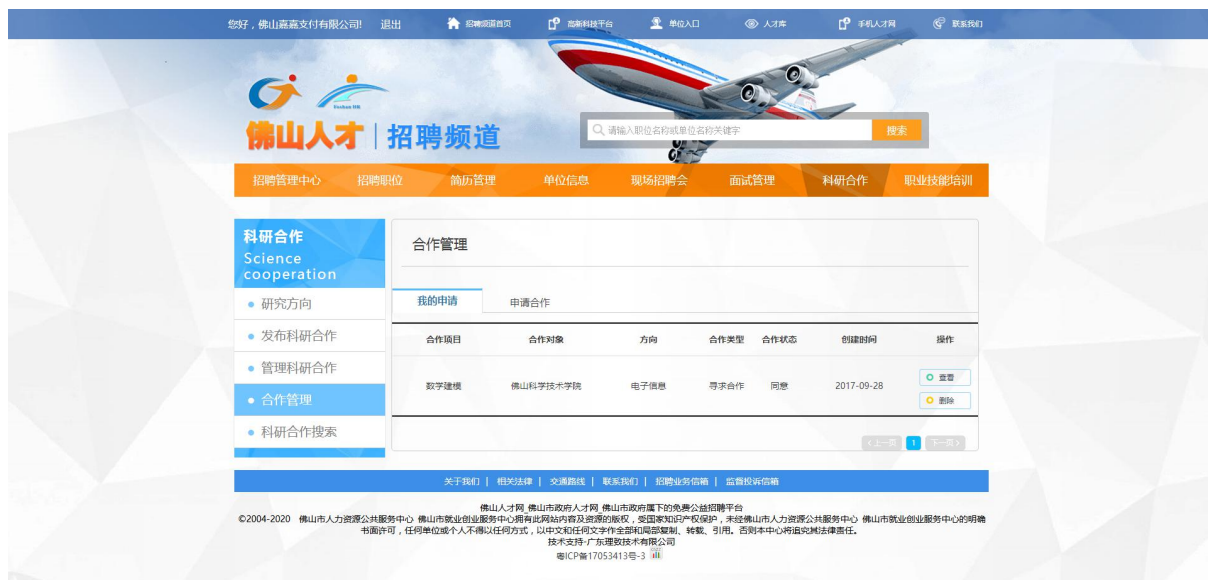 您好，佛山嘉嘉支付有限公司! 退出 招聘频道首页 高新科技平台 单位入口 人才库 手机人才网 联系我们
Foshan HR
佛山人才 招聘频道
请输入职位名称或单位名称关键字 搜索
招聘管理中心 招聘职位 简历管理 单位信息 现场招聘会 面试管理 科研合作 职业技能培训
科研合作
Science
cooperation
研究方向
发布科研合作
管理科研合作
合作管理
科研合作搜索
合作管理
我的申请 申请合作
合作项目 合作对象 方向 合作类型 合作状态 创建时间 操作
数字建模 佛山科学技术学院 电子信息 寻求合作 同意 2017-09-28 查看
删除
<上一页 1 下一页>
关于我们 | 相关法律 | 交通路线 | 联系我们 | 招聘业务信箱 | 监督投诉信箱
佛山人才网_佛山市政府人才网_佛山市政府属下的免费公益招聘平台
©2004-2020 佛山市人力资源公共服务中心 佛山市就业创业服务中心拥有此网站内容及资源的版权，受国家知识产权保护，未经佛山市人力资源公共服务中心 佛山市就业创业服务中心的明确
书面许可，任何单位或个人不得以任何方式，以中文和任何文字作全部和局部复制、转载、引用。否则本中心将追究其法律责任。
技术支持-广东理致技术有限公司
粤ICP备17053413号-3